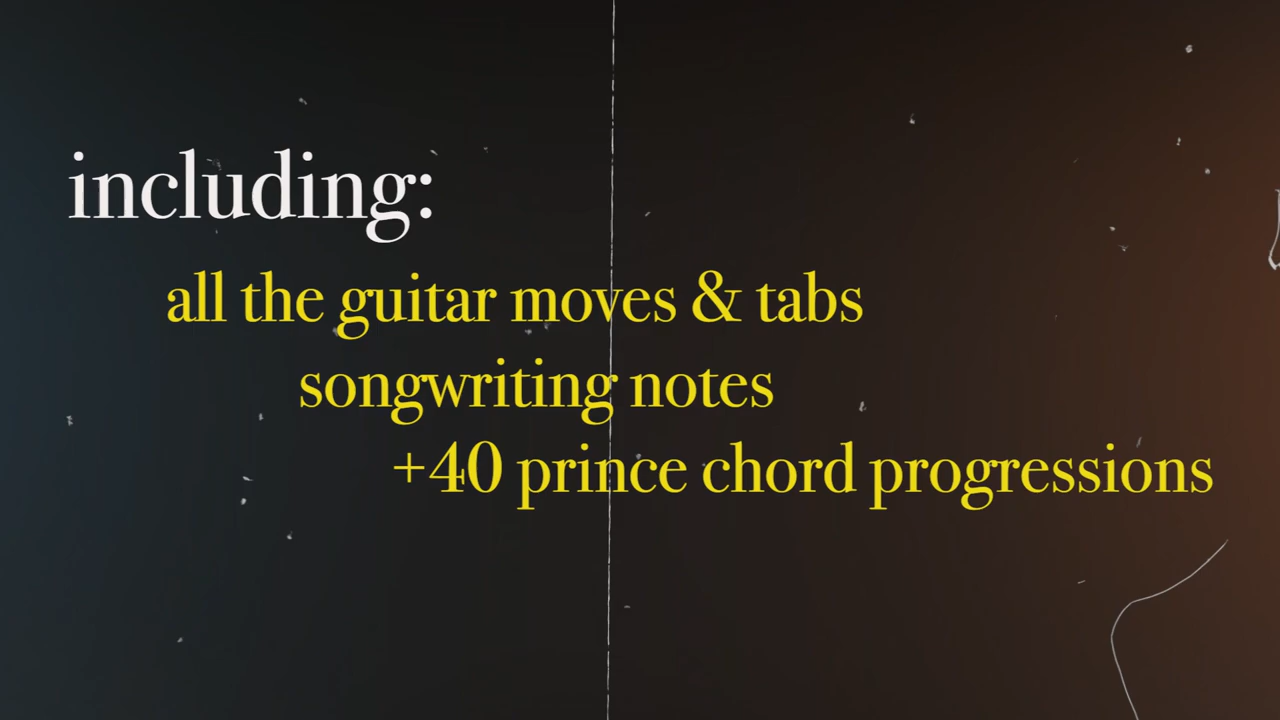 including:
all the guitar moves & tabs
songwriting notes
+40 prince chord progressions